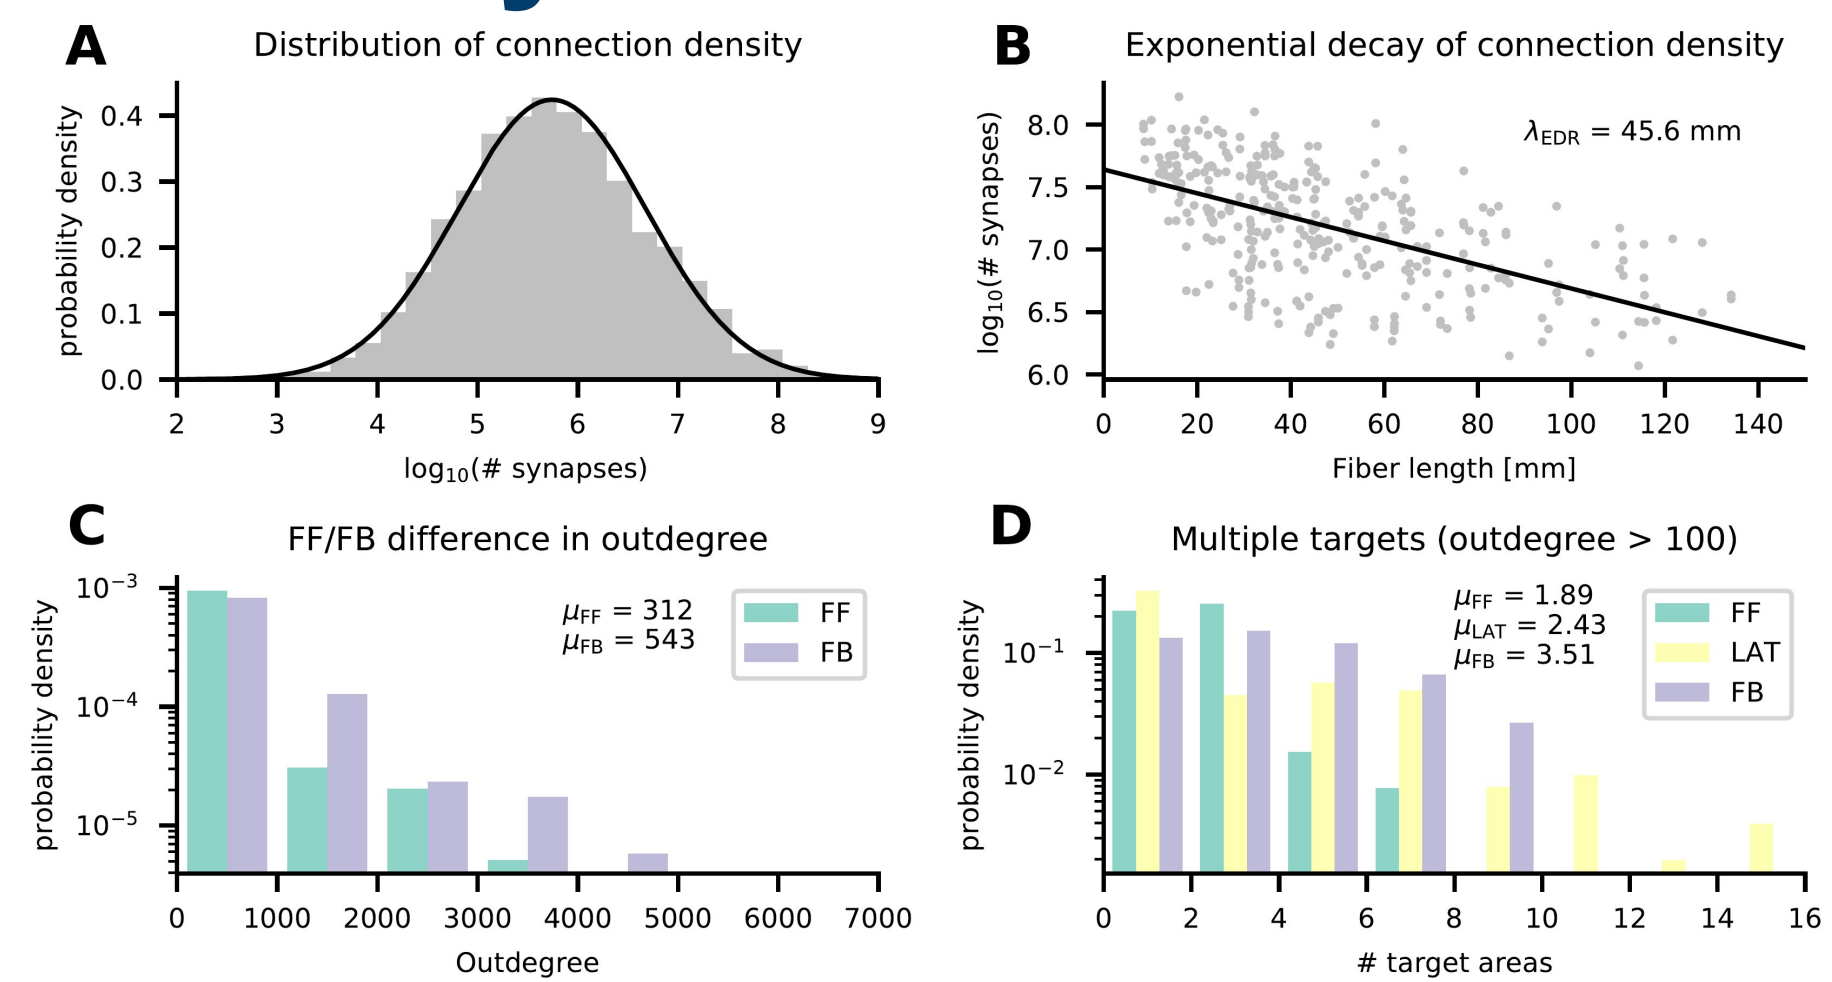 A
Distribution of connection density
probability density
0.4
0.3
0.2
0.1
0.0
2 3 4 5 6 7 8 9
log₁₀(# synapses)
B
Exponential decay of connection density
log₁₀(# synapses)
8.0
7.5
7.0
6.5
6.0
λEDR = 45.6 mm
0 20 40 60 80 100 120 140
Fiber length [mm]
C
FF/FB difference in outdegree
probability density
10⁻³
10⁻⁴
10⁻⁵
μFF = 312
μFB = 543
FF
FB
0 1000 2000 3000 4000 5000 6000 7000
Outdegree
D
Multiple targets (outdegree > 100)
probability density
10⁻¹
10⁻²
μFF = 1.89
μLAT = 2.43
μFB = 3.51
FF
LAT
FB
0 2 4 6 8 10 12 14 16
# target areas